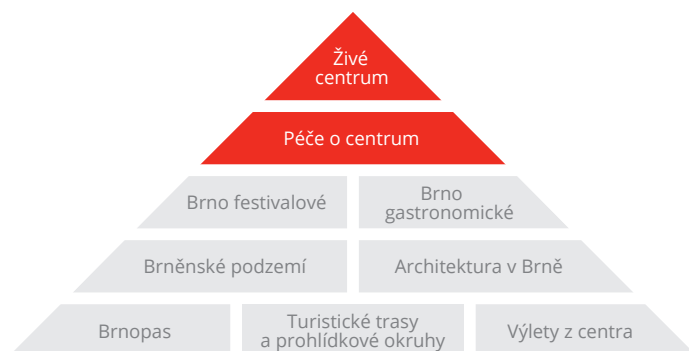 Živé
centrum
Péče o centrum
Brno festivalové
Brno
gastronomické
Brněnské podzemí
Architektura v Brně
Brnopas
Turistické trasy
a prohlídkové okruhy
Výlety z centra